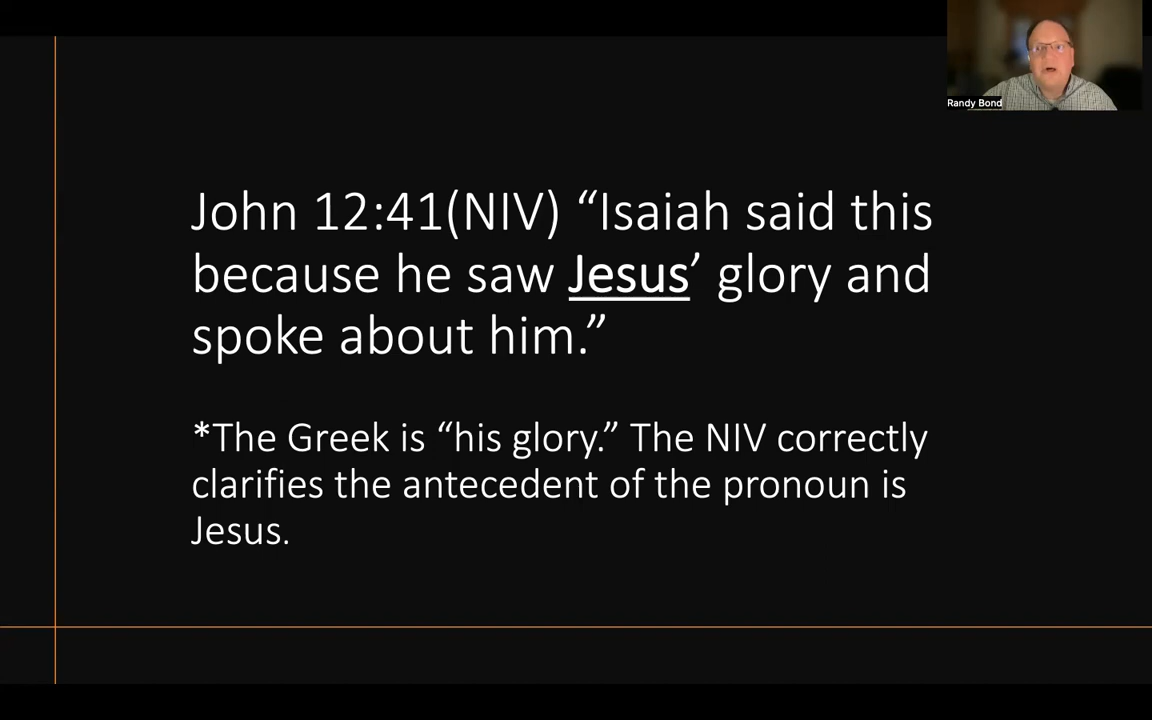 Randy Bond
John 12:41(NIV) “Isaiah said this
because he saw Jesus’ glory and
spoke about him.”
*The Greek is “his glory.” The NIV correctly
clarifies the antecedent of the pronoun is
Jesus.